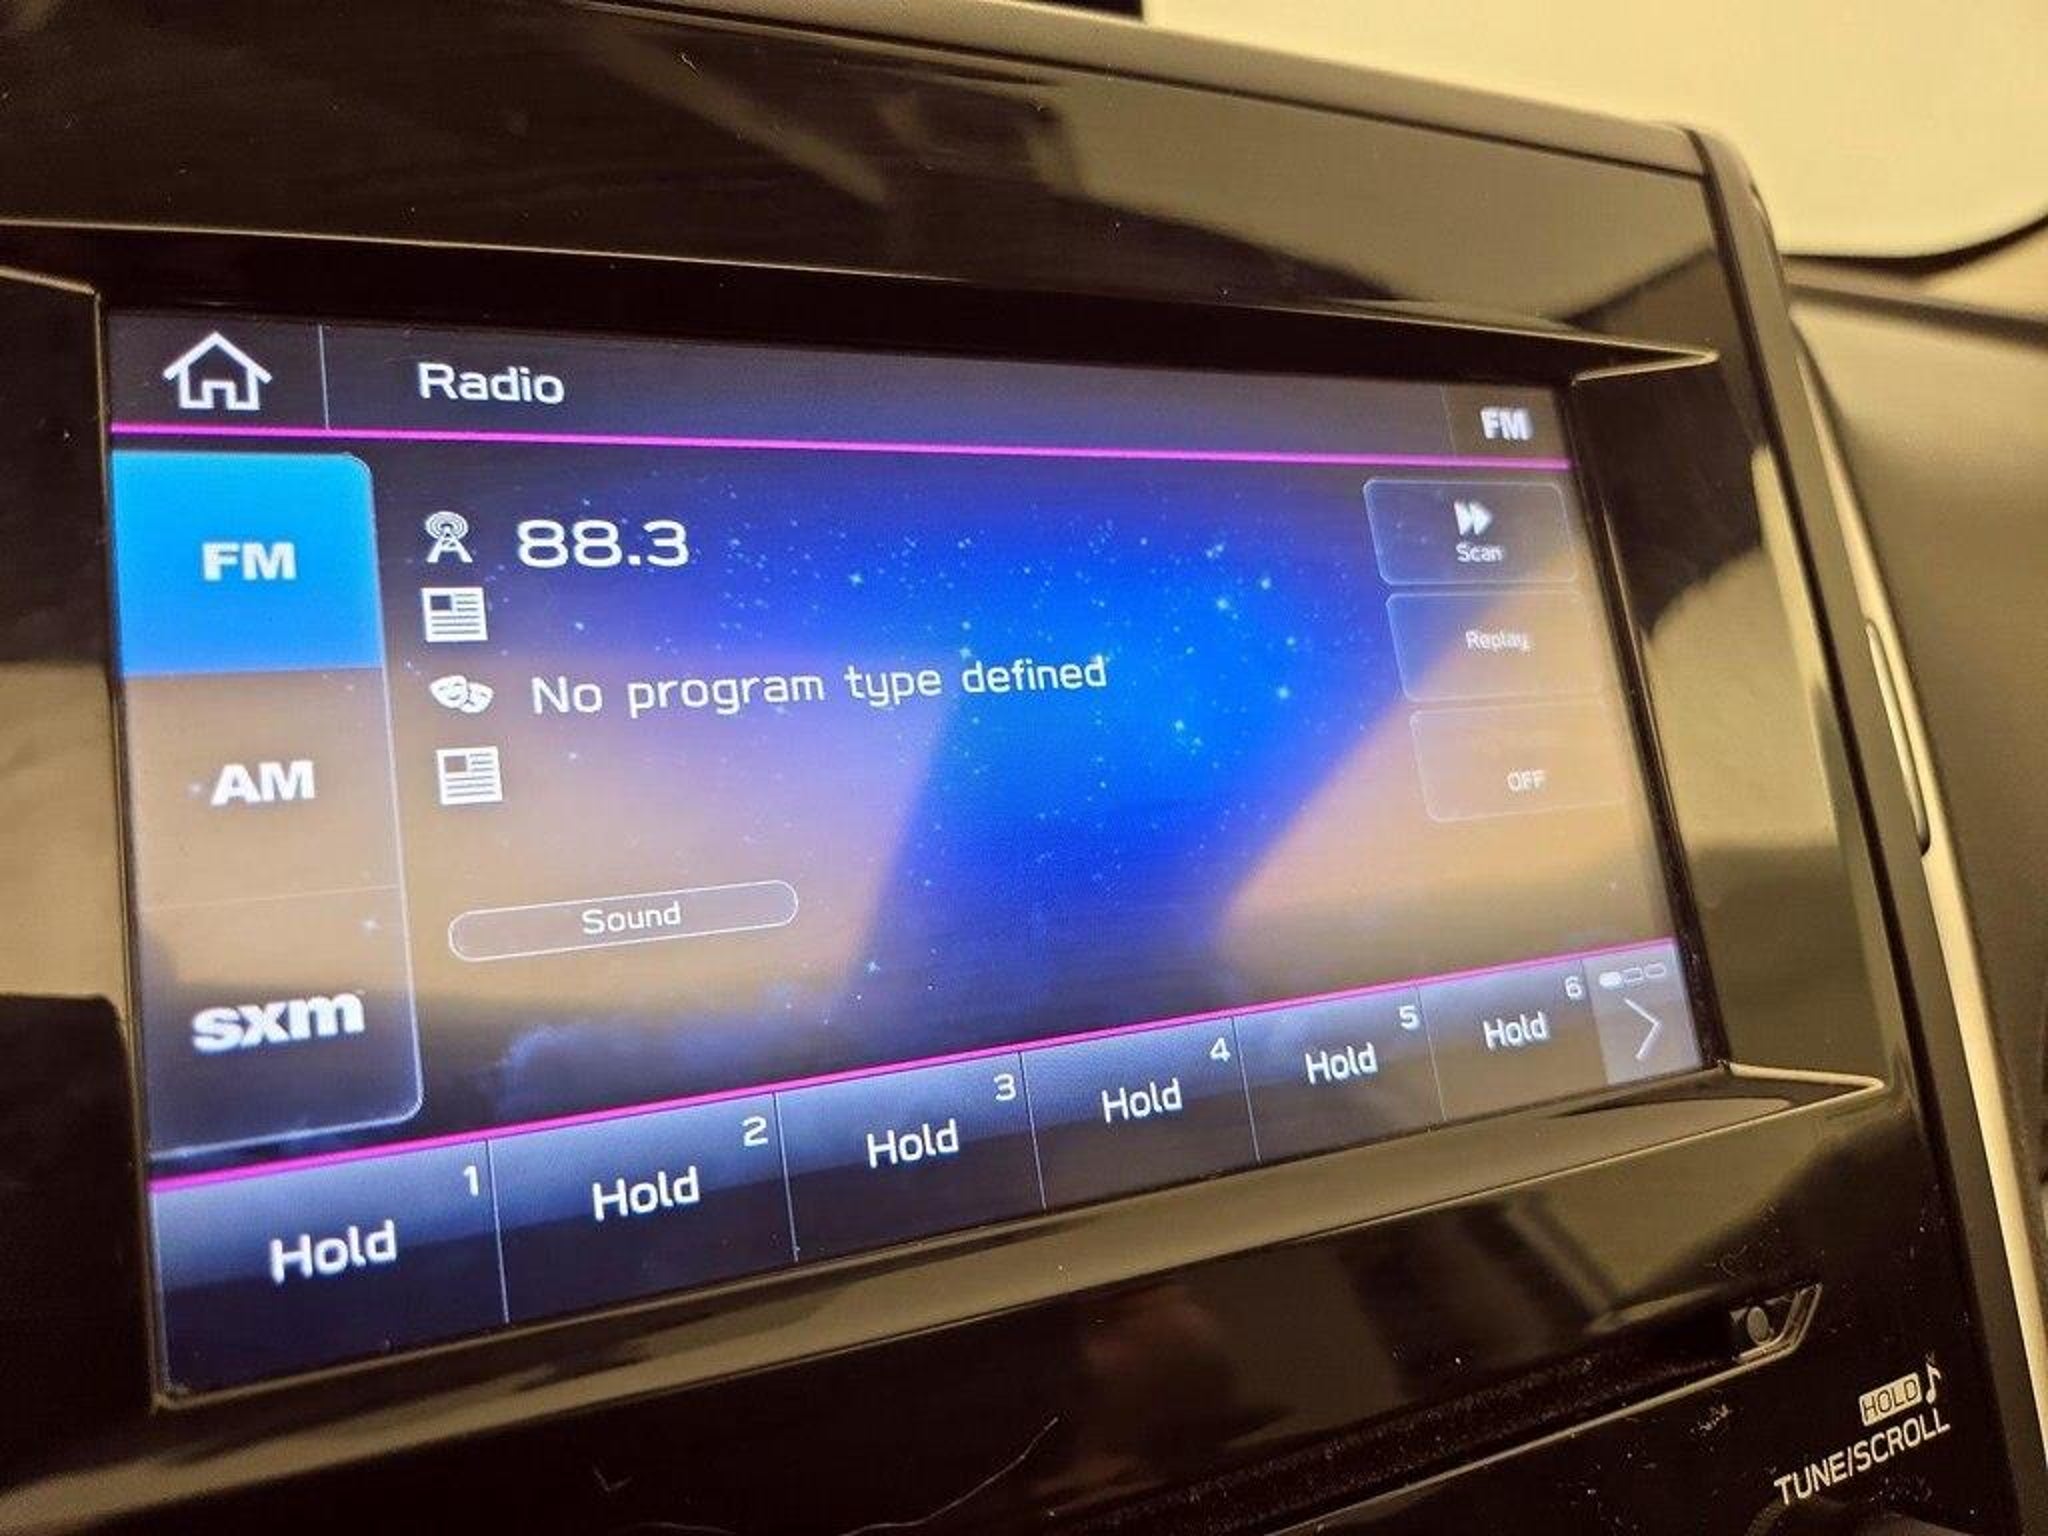 Radio
FM
FM
88.3
Scan
Replay
No program type defined
AM
OFF
Sound
sxm
1
Hold
2
Hold
3
Hold
4
Hold
5
Hold
6
Hold
HOLD
TUNE/SCROLL